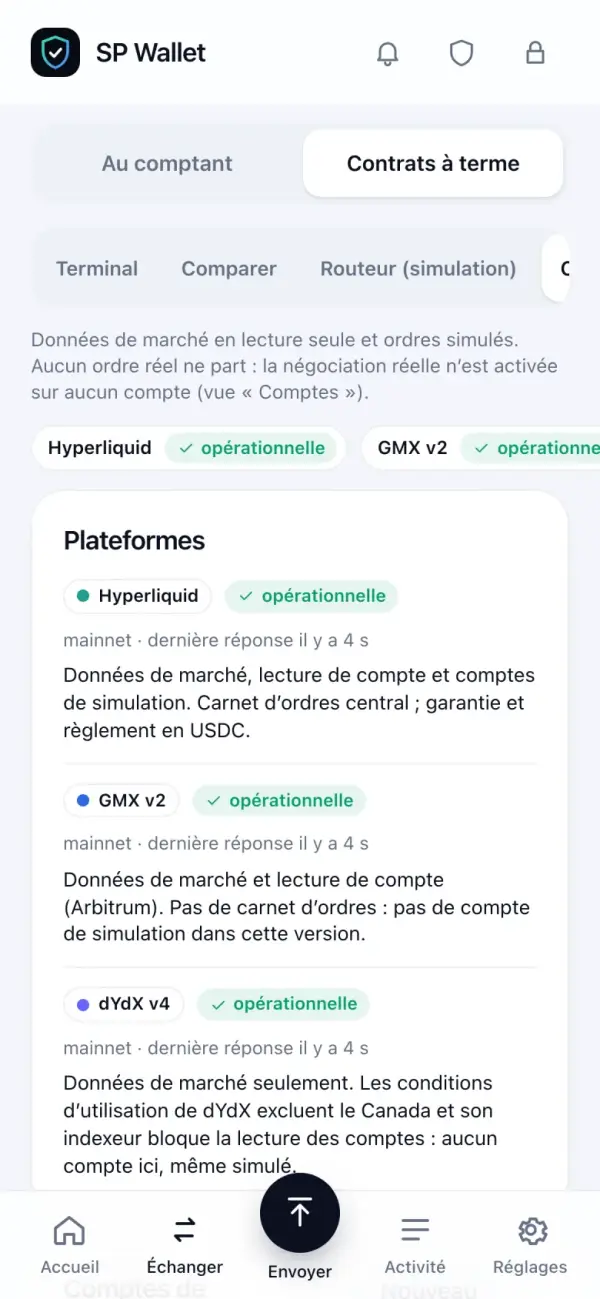 SP Wallet
Au comptant
Contrats à terme
Terminal
Comparer
Routeur (simulation)
Données de marché en lecture seule et ordres simulés.
Aucun ordre réel ne part : la négociation réelle n’est activée
sur aucun compte (vue « Comptes »).
Hyperliquid ✓ opérationnelle
GMX v2 ✓ opérationne
Plateformes
Hyperliquid ✓ opérationnelle
mainnet · dernière réponse il y a 4 s
Données de marché, lecture de compte et comptes
de simulation. Carnet d’ordres central ; garantie et
règlement en USDC.
GMX v2 ✓ opérationnelle
mainnet · dernière réponse il y a 4 s
Données de marché et lecture de compte
(Arbitrum). Pas de carnet d’ordres : pas de compte
de simulation dans cette version.
dYdX v4 ✓ opérationnelle
mainnet · dernière réponse il y a 4 s
Données de marché seulement. Les conditions
d’utilisation de dYdX excluent le Canada et son
indexeur bloque la lecture des comptes : aucun
compte ici, même simulé.
Accueil
Échanger
Envoyer
Activité
Réglages
Comptes de
Nouveau